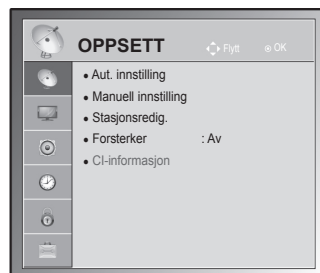 OPPSETT
Flytt
OK
• Aut. innstilling
• Manuell innstilling
• Stasjonsredig.
• Forsterker : Av
• CI-informasjon